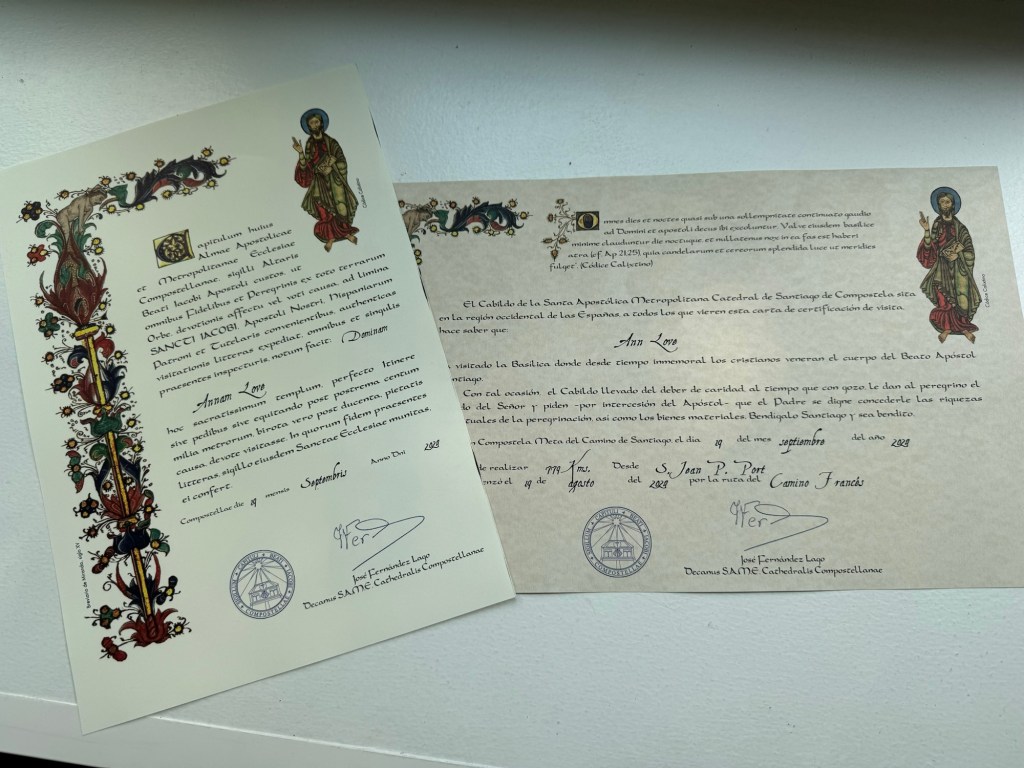 apitulum huius
Almae Apostolicae
et Metropolitanae Ecclesiae
Compostellanae, sigilli Altaris
Beati Iacobi Apostoli custos, ut
omnibus Fidelibus et Peregrinis ex toto terrarum
Orbe, devotionis affectu vel voti causa, ad Limina
SANCTI IACOBI, Apostoli Nostri, Hispaniarum
Patroni et Tutelaris convenientibus, authenticas
visitationis litteras expediat, omnibus et singulis
praesentes inspecturis, notum facit: Dominam
Annam Love
hoc sacratissimum templum, perfecto Itinere
sive pedibus sive equitando post postrema centum
milia metrorum, birota vero post ducenta, pietatis
causa, devote visitasse. In quorum fidem praesentes
litteras, sigillo eiusdem Sanctae Ecclesiae munitas,
ei confert.
Compostellae die 19 mensis Septembris Anno Dni 2023
José Fernández Lago
Decanus S.A.M.E. Cathedralis Compostellanae
Códice Calixtino
O
mnes dies et noctes quasi sub una sollempnitate continuato gaudio
ad Domini et apostoli decus ibi excoluntur. Valve eiusdem basilice
minime clauduntur die noctuque et nullatenus nox in ea fas est haberi
atra (cf. Ap 21,25), quia candelarum et cereorum splendida luce ut meridies
fulget". (Códice Calixtino)
El Cabildo de la Santa Apostólica Metropolitana Catedral de Santiago de Compostela sita
en la región occidental de las Españas, a todos los que vieren esta carta de certificación de visita,
hace saber que:
Ann Love
visitado la Basílica donde desde tiempo inmemorial los cristianos veneran el cuerpo del Beato Apóstol
ntiago.
Con tal ocasión, el Cabildo llevado del deber de caridad, al tiempo que con gozo le dan al peregrino el
do del Señor y piden -por intercesión del Apóstol- que el Padre se digne concederle las riquezas
tuales de la peregrinación, así como los bienes materiales. Bendígalo Santiago y sea bendito.
n Compostela Meta del Camino de Santiago el día 19 del mes septiembre del año 2023
de realizar 779 Kms. Desde S. Jean P. Port
enzó el 19 de agosto del 2023 por la ruta del Camino Francés
José Fernández Lago
Decanus S.A.M.E. Cathedralis Compostellanae
Códice Calixtino